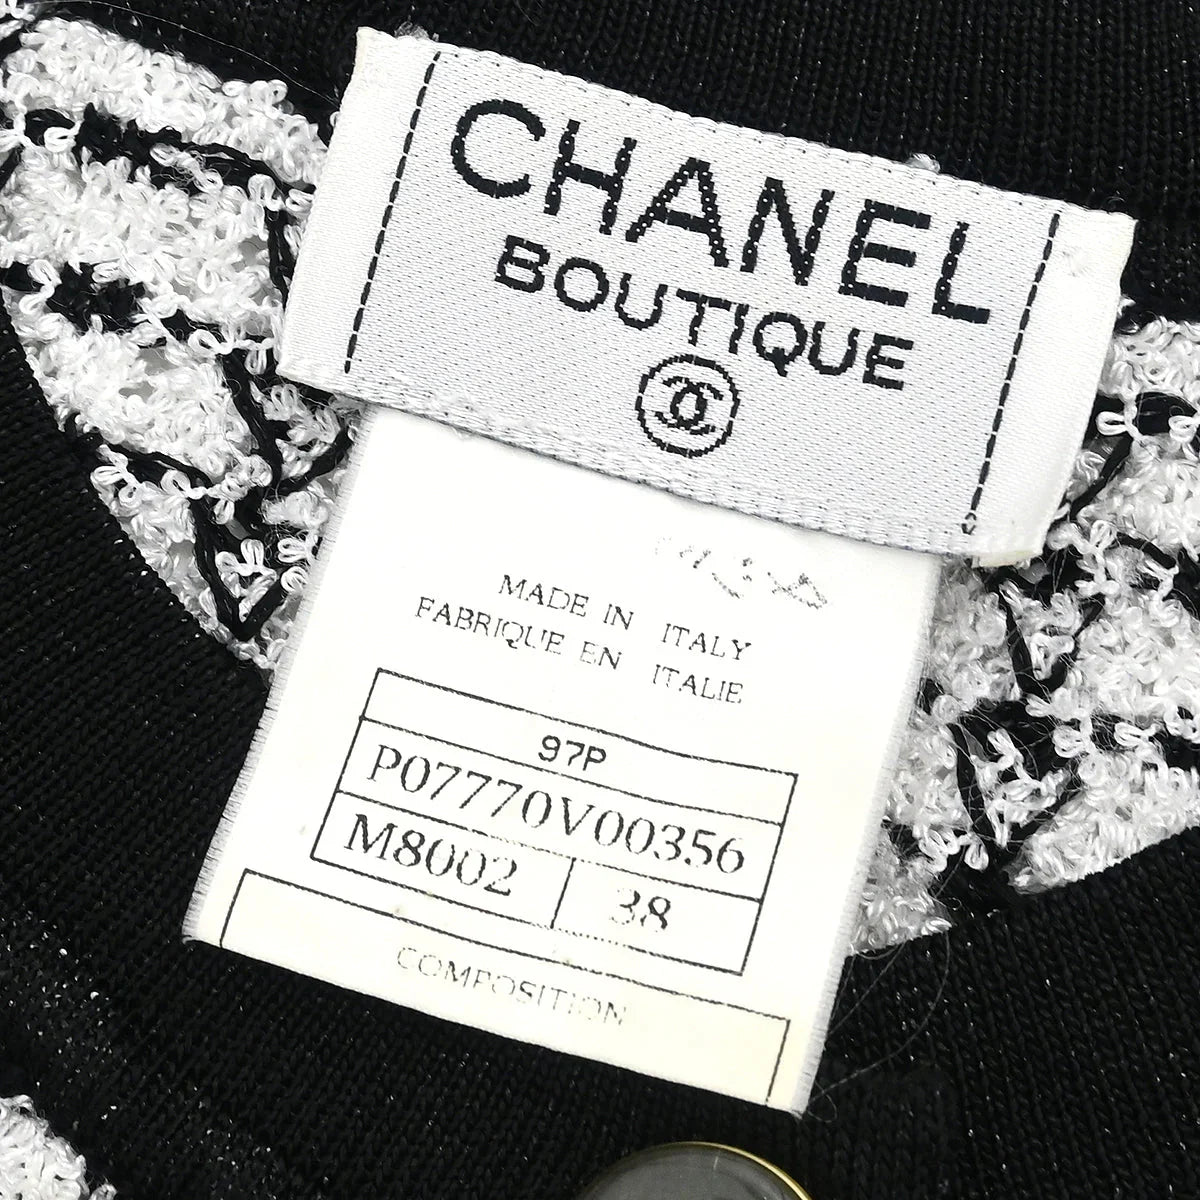 CHANEL
BOUTIQUE
MADE IN ITALY
FABRIQUE EN ITALIE
97P
P07770V00356
M8002 38
COMPOSITION